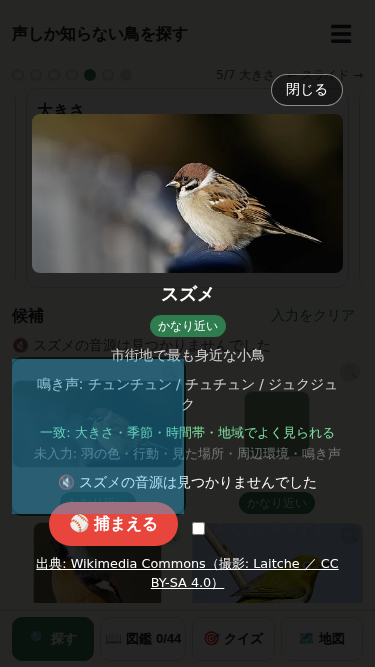 声しか知らない鳥を探す
5/7 大きさ
スライド →
閉じる
大きさ
スズメ
かなり近い
候補
入力をクリア
🔇 スズメの音源は見つかりませんでした
市街地で最も身近な小鳥
鳴き声: チュンチュン / チュチュン / ジュクジュ
ク
一致: 大きさ・季節・時間帯・地域でよく見られる
未入力: 羽の色・行動・見た場所・周辺環境・鳴き声
🔇 スズメの音源は見つかりませんでした
かなり近い
かなり近い
⚾ 捕まえる
出典: Wikimedia Commons（撮影: Laitche ／ CC
BY-SA 4.0）
🔍 探す
📖 図鑑 0/44
🎯 クイズ
🗺️ 地図